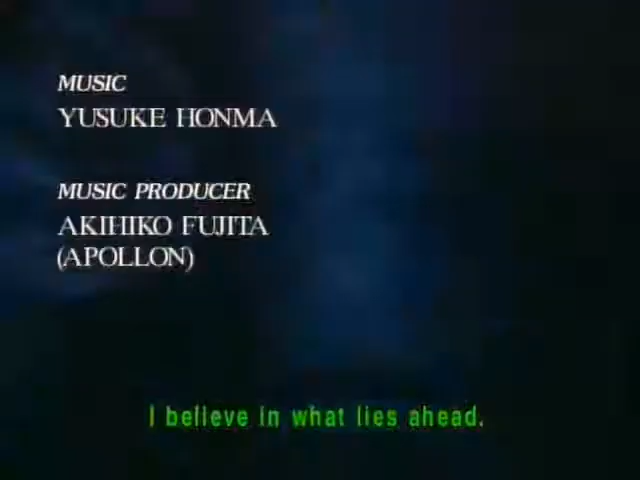 MUSIC
YUSUKE HONMA
MUSIC PRODUCER
AKIHIKO FUJITA
(APOLLON)
I believe in what lies ahead.